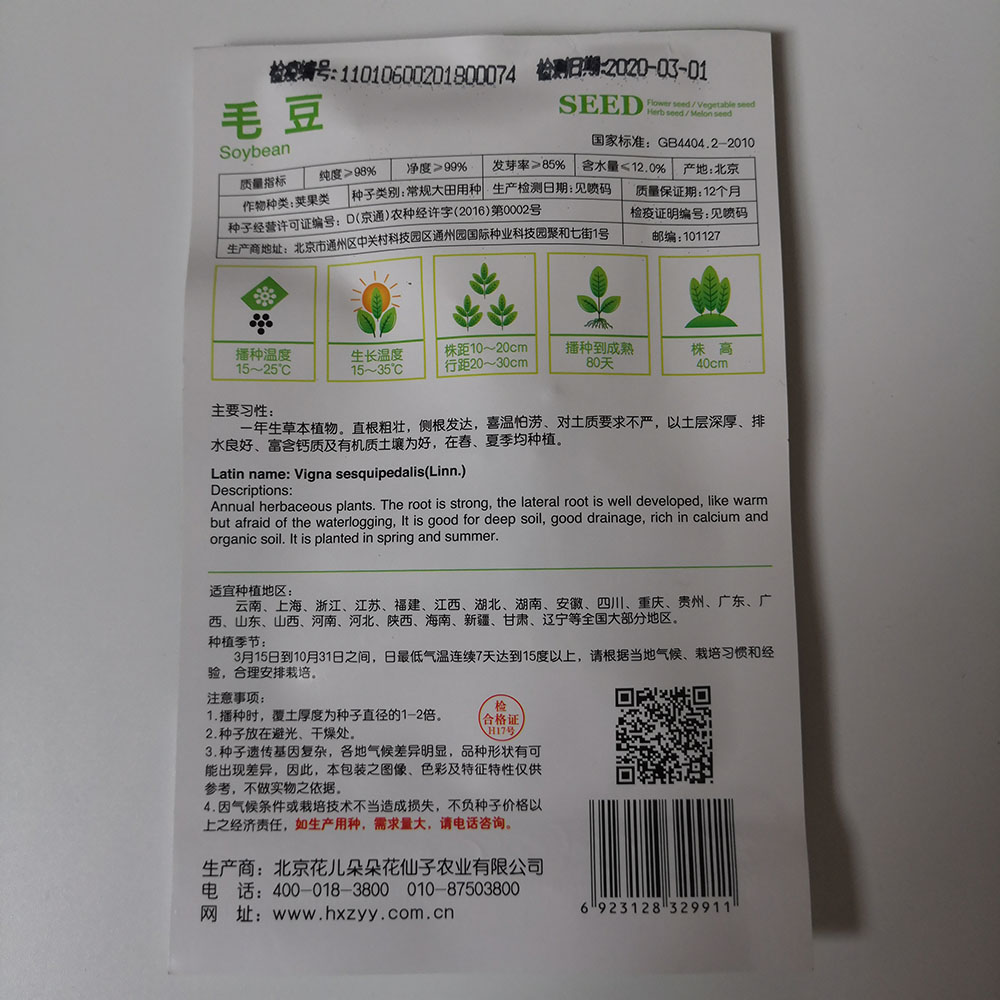 检疫编号:11010600201800074 检测日期:2020-03-01
毛豆
Soybean
SEED Flower seed / Vegetable seed
Herb seed / Melon seed
国家标准：GB4404.2-2010
质量指标 纯度≥98% 净度≥99% 发芽率≥85% 含水量≤12.0% 产地:北京
作物种类:荚果类 种子类别:常规大田用种 生产检测日期:见喷码 质量保证期:12个月
种子经营许可证编号：D(京通)农种经许字(2016)第0002号 检疫证明编号:见喷码
生产商地址：北京市通州区中关村科技园区通州园国际种业科技园聚和七街1号 邮编:101127
播种温度
15～25℃
生长温度
15～35℃
株距10～20cm
行距20～30cm
播种到成熟
80天
株 高
40cm
主要习性：
一年生草本植物。直根粗壮，侧根发达，喜温怕涝、对土质要求不严，以土层深厚、排
水良好、富含钙质及有机质土壤为好，在春、夏季均种植。
Latin name: Vigna sesquipedalis(Linn.)
Descriptions:
Annual herbaceous plants. The root is strong, the lateral root is well developed, like warm
but afraid of the waterlogging, It is good for deep soil, good drainage, rich in calcium and
organic soil. It is planted in spring and summer.
适宜种植地区：
云南、上海、浙江、江苏、福建、江西、湖北、湖南、安徽、四川、重庆、贵州、广东、广
西、山东、山西、河南、河北、陕西、海南、新疆、甘肃、辽宁等全国大部分地区。
种植季节：
3月15日到10月31日之间，日最低气温连续7天达到15度以上，请根据当地气候、栽培习惯和经
验，合理安排栽培。
注意事项：
1.播种时，覆土厚度为种子直径的1-2倍。
2.种子放在避光、干燥处。
3.种子遗传基因复杂，各地气候差异明显，品种形状有可
能出现差异，因此，本包装之图像、色彩及特征特性仅供
参考，不做实物之依据。
4.因气候条件或栽培技术不当造成损失，不负种子价格以
上之经济责任，如生产用种，需求量大，请电话咨询。
检
合格证
H17号
生产商：北京花儿朵朵花仙子农业有限公司
电 话：400-018-3800 010-87503800
网 址：www.hxzyy.com.cn
6 923128 329911